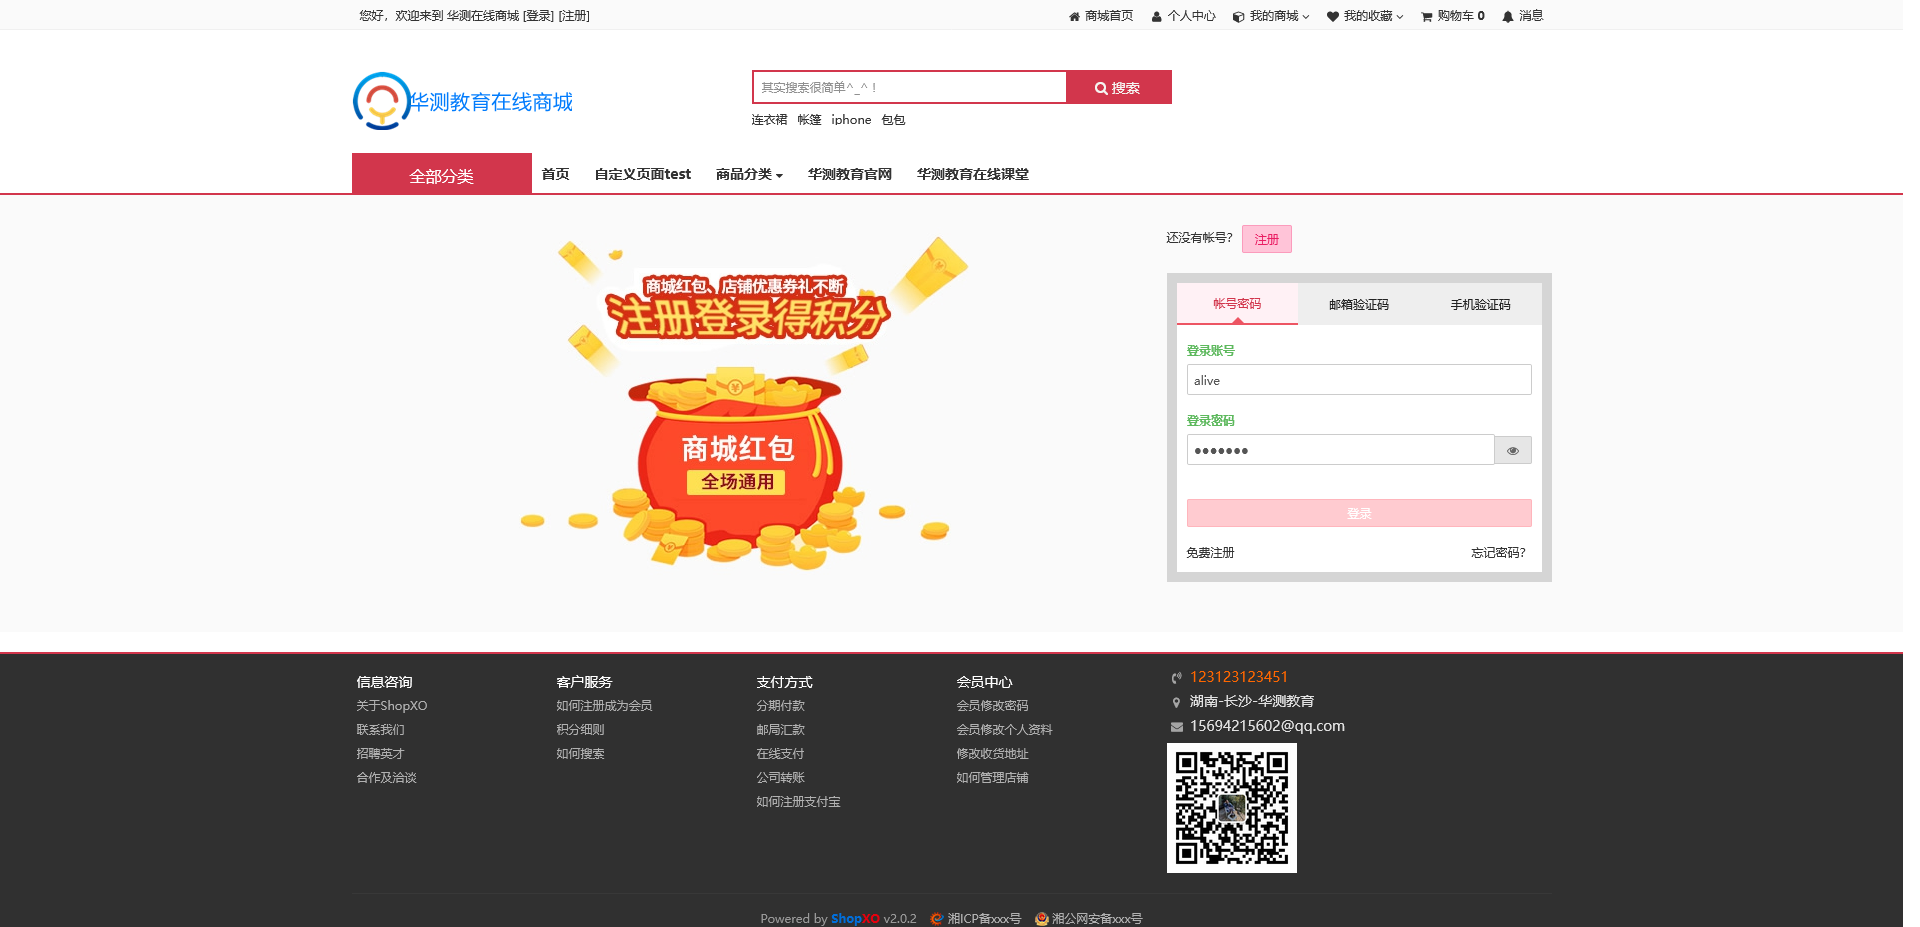 您好，欢迎来到 华测在线商城 [登录] [注册]
商城首页 个人中心 我的商城 我的收藏 购物车 0 消息
华测教育在线商城
其实搜索很简单^_^ !
搜索
连衣裙 帐篷 iphone 包包
全部分类 首页 自定义页面test 商品分类 华测教育官网 华测教育在线课堂
还没有帐号? 注册
商城红包、店铺优惠券礼不断
注册登录得积分
商城红包
全场通用
帐号密码 邮箱验证码 手机验证码
登录账号
alive
登录密码
•••••••
登录
免费注册 忘记密码?
信息咨询
关于ShopXO
联系我们
招聘英才
合作及洽谈
客户服务
如何注册成为会员
积分细则
如何搜索
支付方式
分期付款
邮局汇款
在线支付
公司转账
如何注册支付宝
会员中心
会员修改密码
会员修改个人资料
修改收货地址
如何管理店铺
123123123451
湖南-长沙-华测教育
15694215602@qq.com
Powered by ShopXO v2.0.2 湘ICP备xxx号 湘公网安备xxx号